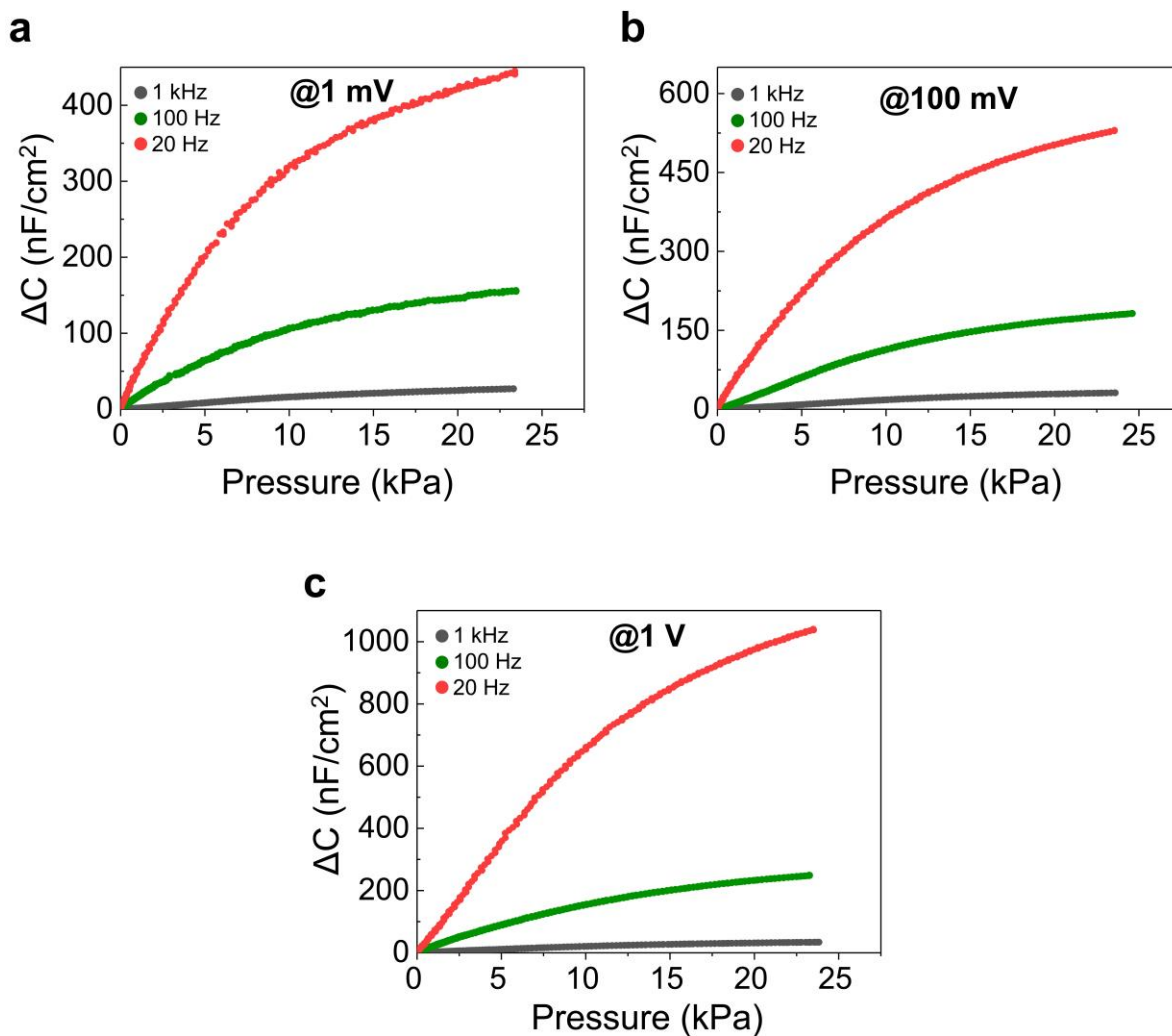 a
@1 mV
1 kHz
100 Hz
20 Hz
400
300
200
100
0
ΔC (nF/cm²)
0 5 10 15 20 25
Pressure (kPa)
b
@100 mV
1 kHz
100 Hz
20 Hz
600
450
300
150
0
ΔC (nF/cm²)
0 5 10 15 20 25
Pressure (kPa)
c
@1 V
1 kHz
100 Hz
20 Hz
1000
800
600
400
200
0
ΔC (nF/cm²)
0 5 10 15 20 25
Pressure (kPa)